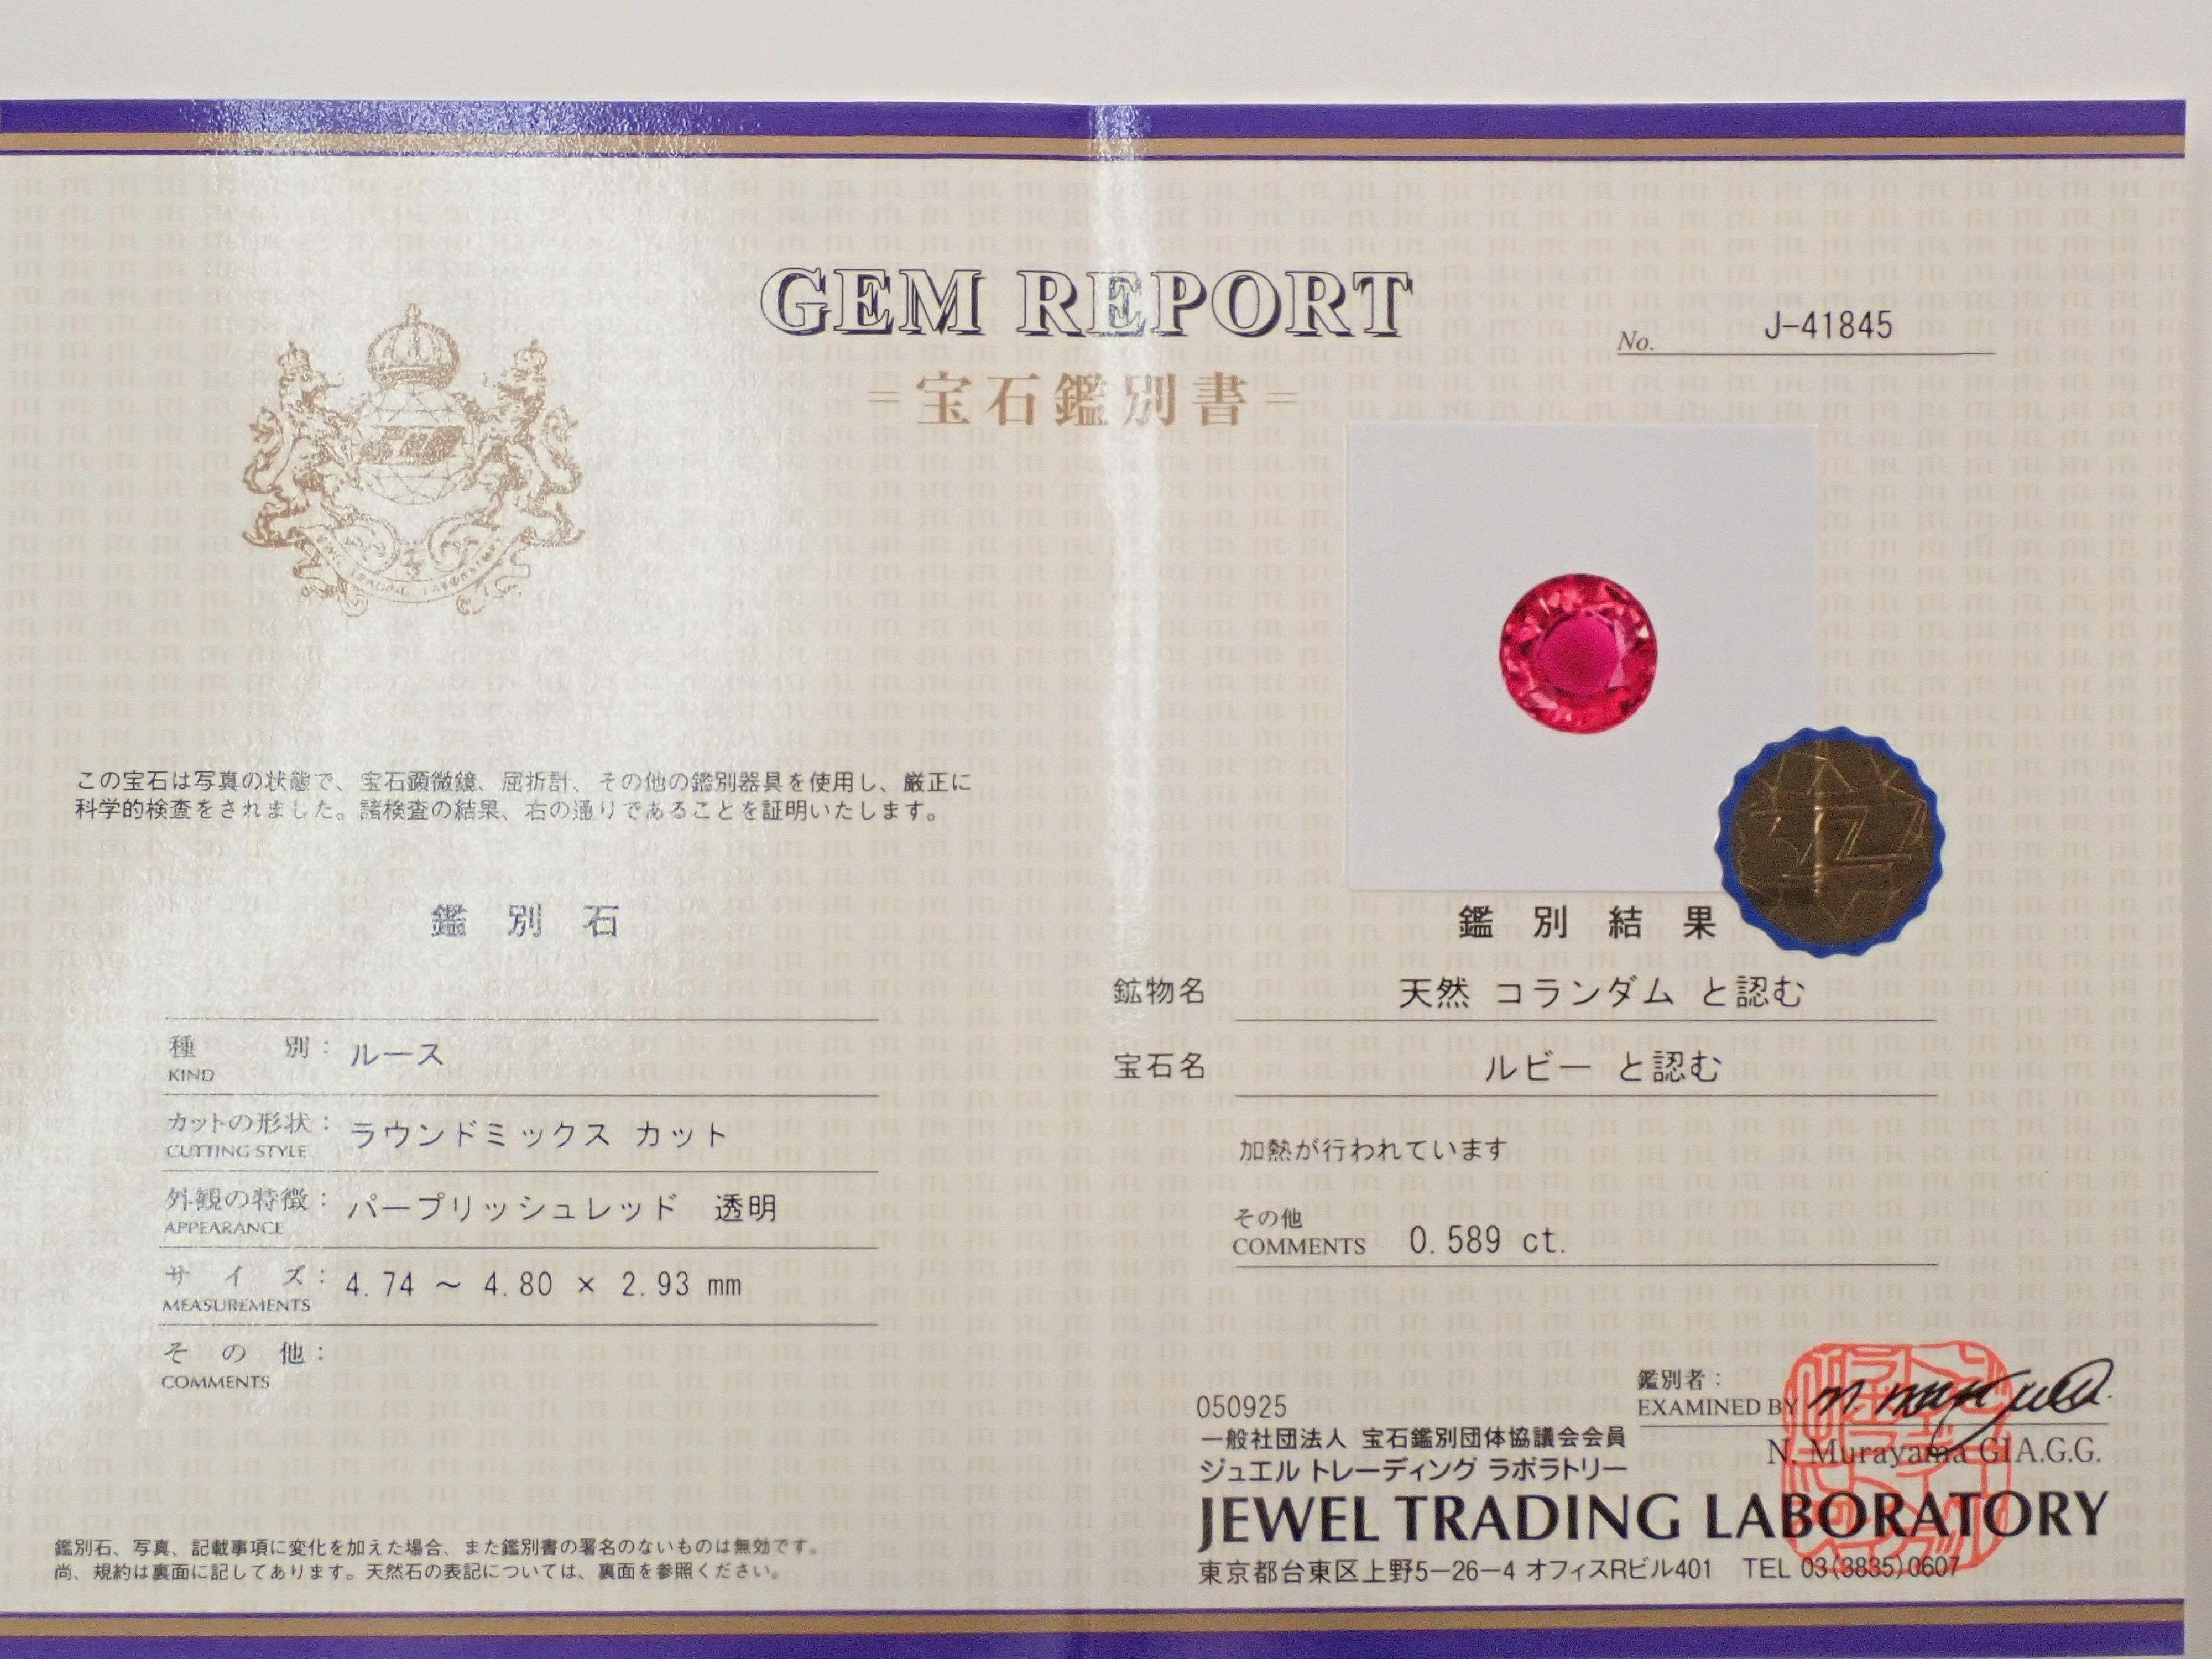 GEM REPORT
No. J-41845
=宝石鑑別書=
この宝石は写真の状態で、宝石顕微鏡、屈折計、その他の鑑別器具を使用し、厳正に
科学的検査をされました。諸検査の結果、右の通りであることを証明いたします。
鑑別石
種別: ルース
KIND
カットの形状: ラウンドミックス カット
CUTTING STYLE
外観の特徴: パープリッシュレッド 透明
APPEARANCE
サイズ: 4.74 ～ 4.80 × 2.93 mm
MEASUREMENTS
その他:
COMMENTS
鑑別石、写真、記載事項に変化を加えた場合、また鑑別書の署名のないものは無効です。
尚、規約は裏面に記してあります。天然石の表記については、裏面を参照ください。
鑑別結果
鉱物名 天然 コランダム と認む
宝石名 ルビー と認む
加熱が行われています
その他
COMMENTS 0.589 ct.
鑑別者:
EXAMINED BY
N. Murayama GIA.G.G.
050925
一般社団法人 宝石鑑別団体協議会会員
ジュエル トレーディング ラボラトリー
JEWEL TRADING LABORATORY
東京都台東区上野5-26-4 オフィスRビル401 TEL 03(3835)0607